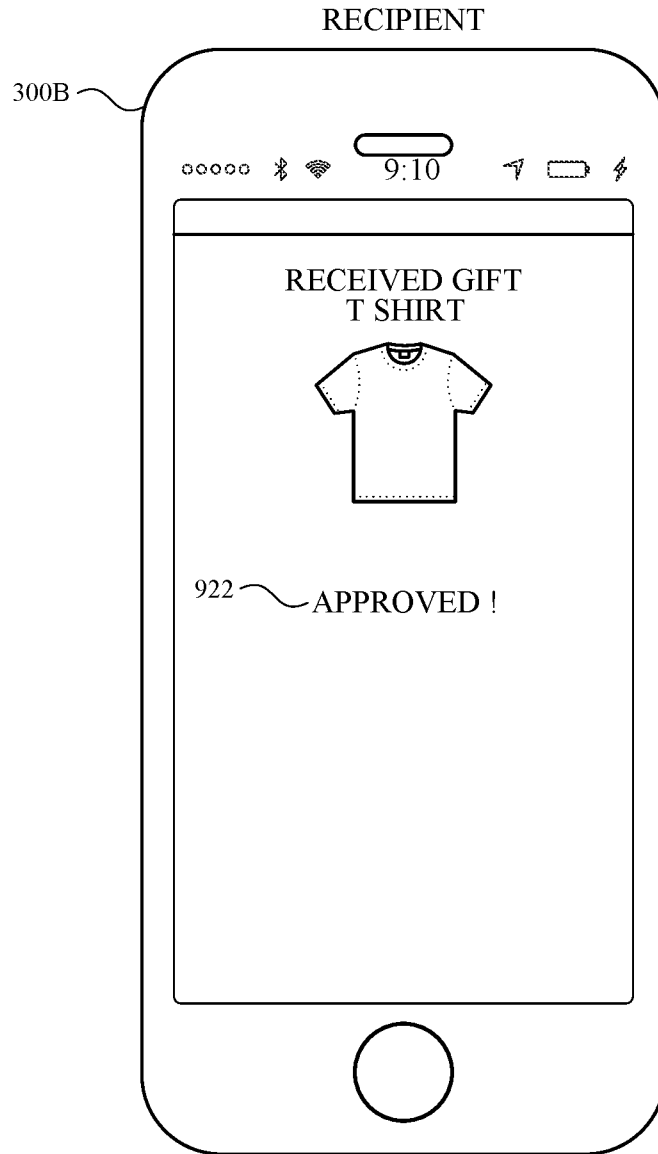 RECIPIENT
300B
9:10
RECEIVED GIFT
T SHIRT
922
APPROVED !